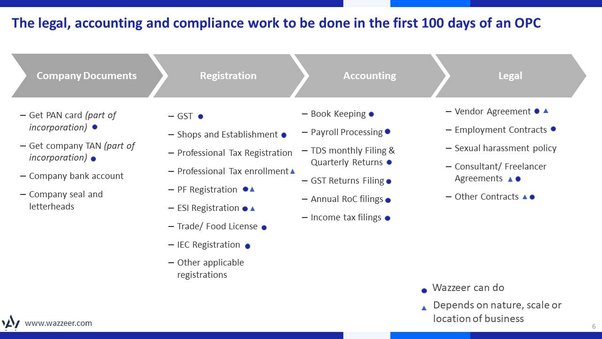 The legal, accounting and compliance work to be done in the first 100 days of an OPC
Company Documents
– Get PAN card (part of
incorporation)
– Get company TAN (part of
incorporation)
– Company bank account
– Company seal and
letterheads
Registration
– GST
– Shops and Establishment
– Professional Tax Registration
– Professional Tax enrollment
– PF Registration
– ESI Registration
– Trade/ Food License
– IEC Registration
– Other applicable
registrations
Accounting
– Book Keeping
– Payroll Processing
– TDS monthly Filing &
Quarterly Returns
– GST Returns Filing
– Annual RoC filings
– Income tax filings
Legal
– Vendor Agreement
– Employment Contracts
– Sexual harassment policy
– Consultant/ Freelancer
Agreements
– Other Contracts
Wazzeer can do
Depends on nature, scale or
location of business
www.wazzeer.com
6